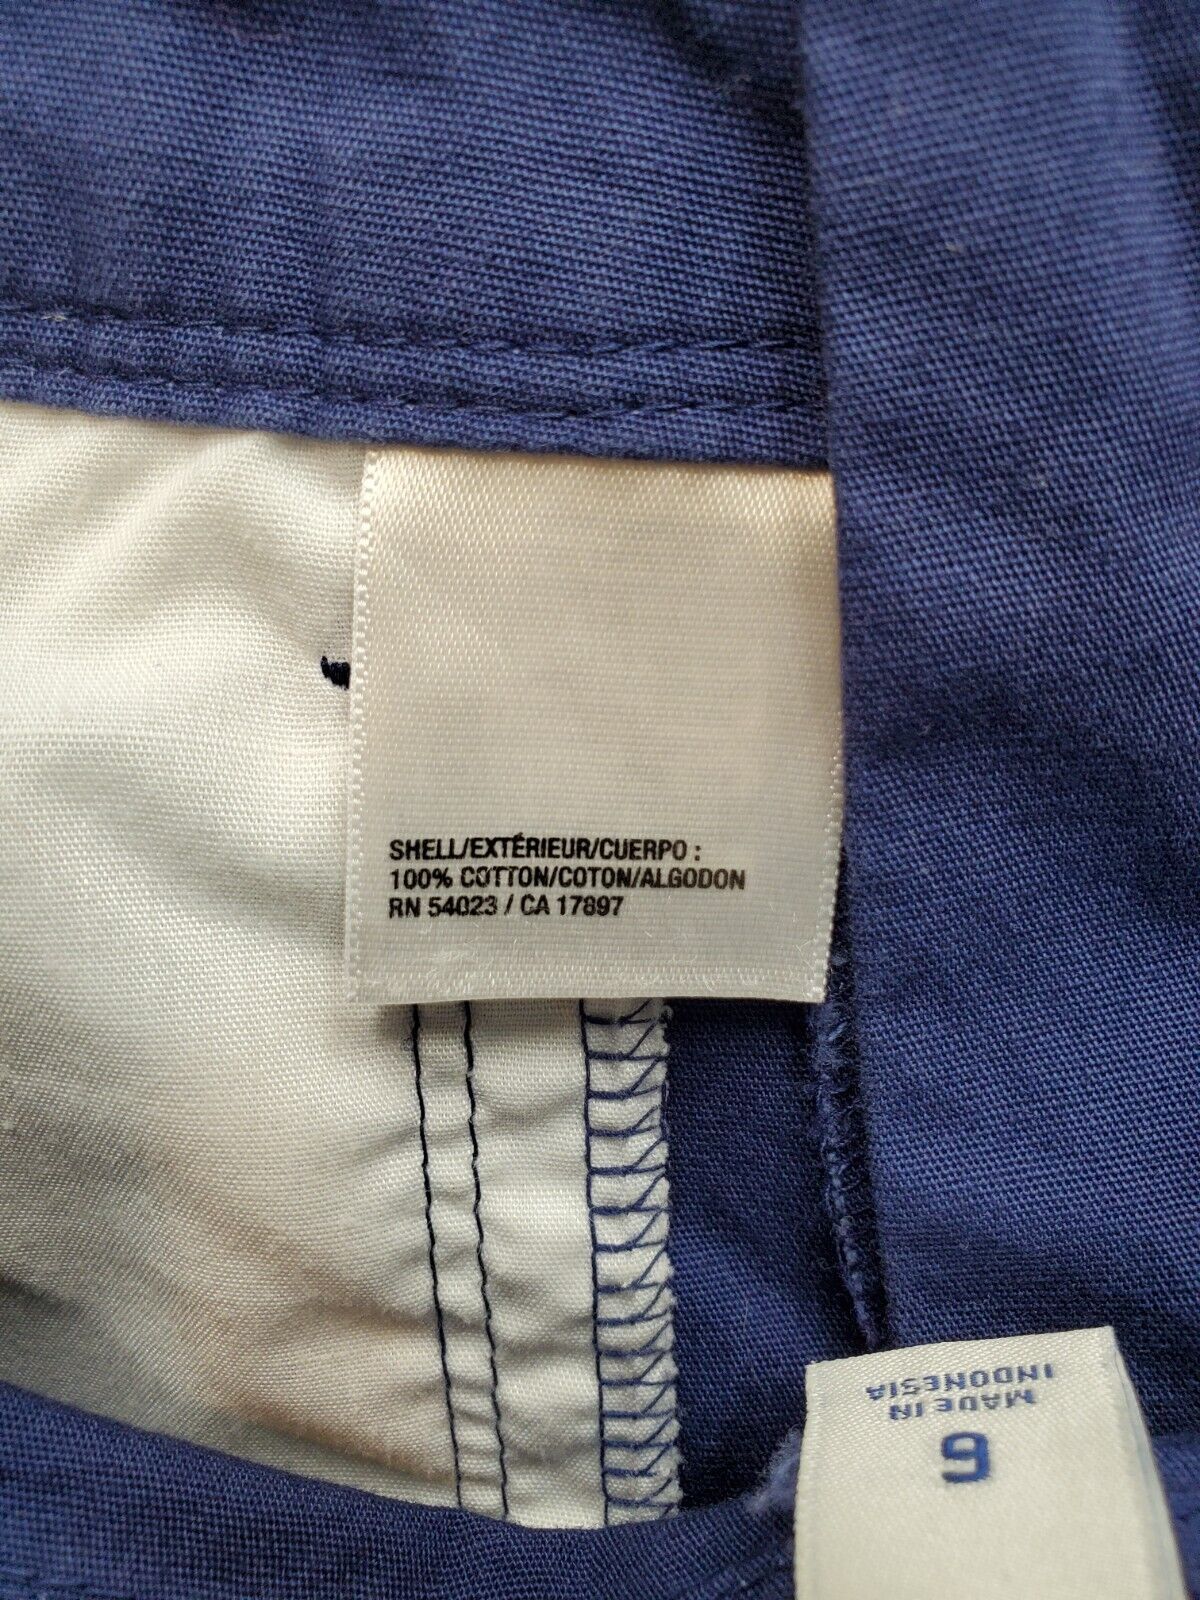 SHELL/EXTÉRIEUR/CUERPO :
100% COTTON/COTON/ALGODON
RN 54023 / CA 17897
6
MADE IN
INDONESIA